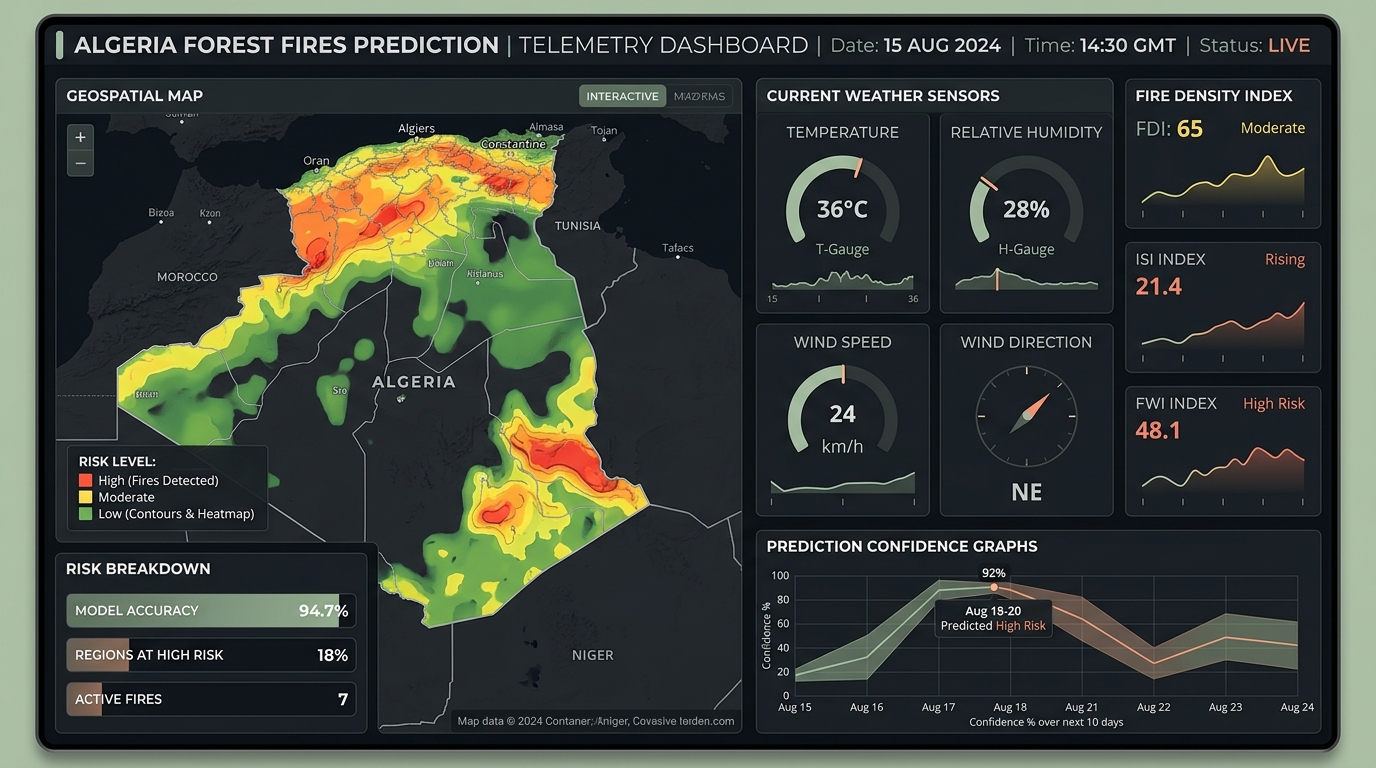 ALGERIA FOREST FIRES PREDICTION | TELEMETRY DASHBOARD | Date: 15 AUG 2024 | Time: 14:30 GMT | Status: LIVE
GEOSPATIAL MAP
INTERACTIVE
+
−
Algiers
Almasa
Tojan
Constantine
Oran
Bizoa
Kzon
TUNISIA
Tafacs
MOROCCO
Kistanus
ALGERIA
Sro
NIGER
RISK LEVEL:
High (Fires Detected)
Moderate
Low (Contours & Heatmap)
Map data © 2024 Contaner,
Covasive
RISK BREAKDOWN
MODEL ACCURACY 94.7%
REGIONS AT HIGH RISK 18%
ACTIVE FIRES 7
CURRENT WEATHER SENSORS
TEMPERATURE
36°C
T-Gauge
15 36
RELATIVE HUMIDITY
28%
H-Gauge
WIND SPEED
24
km/h
WIND DIRECTION
NE
FIRE DENSITY INDEX
FDI: 65 Moderate
ISI INDEX Rising
21.4
FWI INDEX High Risk
48.1
PREDICTION CONFIDENCE GRAPHS
Confidence %
100
80
60
40
20
0
92%
Aug 18-20
Predicted High Risk
Aug 15 Aug 16 Aug 17 Aug 18 Aug 21 Aug 22 Aug 23 Aug 24
Confidence % over next 10 days